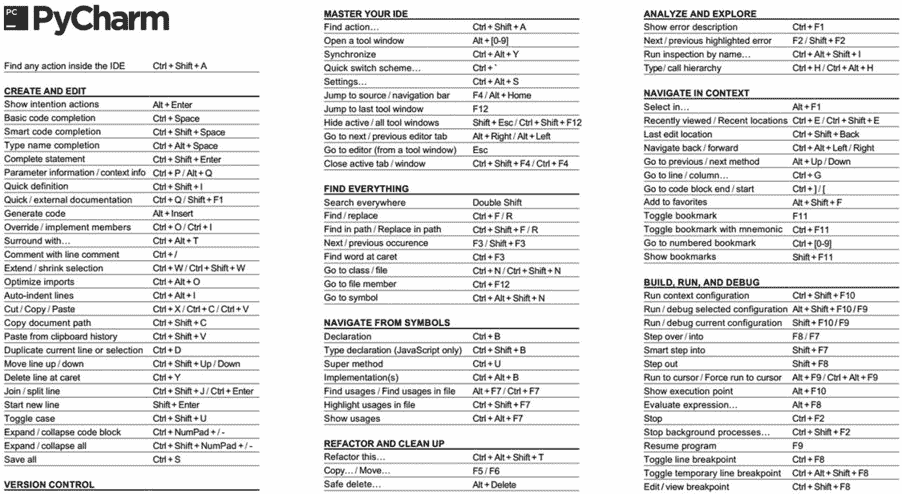 PC
PyCharm
Find any action inside the IDE Ctrl + Shift + A
CREATE AND EDIT
Show intention actions Alt + Enter
Basic code completion Ctrl + Space
Smart code completion Ctrl + Shift + Space
Type name completion Ctrl + Alt + Space
Complete statement Ctrl + Shift + Enter
Parameter information / context info Ctrl + P / Alt + Q
Quick definition Ctrl + Shift + I
Quick / external documentation Ctrl + Q / Shift + F1
Generate code Alt + Insert
Override / implement members Ctrl + O / Ctrl + I
Surround with... Ctrl + Alt + T
Comment with line comment Ctrl + /
Extend / shrink selection Ctrl + W / Ctrl + Shift + W
Optimize imports Ctrl + Alt + O
Auto-indent lines Ctrl + Alt + I
Cut / Copy / Paste Ctrl + X / Ctrl + C / Ctrl + V
Copy document path Ctrl + Shift + C
Paste from clipboard history Ctrl + Shift + V
Duplicate current line or selection Ctrl + D
Move line up / down Ctrl + Shift + Up / Down
Delete line at caret Ctrl + Y
Join / split line Ctrl + Shift + J / Ctrl + Enter
Start new line Shift + Enter
Toggle case Ctrl + Shift + U
Expand / collapse code block Ctrl + NumPad + / -
Expand / collapse all Ctrl + Shift + NumPad + / -
Save all Ctrl + S
VERSION CONTROL
MASTER YOUR IDE
Find action... Ctrl + Shift + A
Open a tool window Alt + [0-9]
Synchronize Ctrl + Alt + Y
Quick switch scheme... Ctrl + `
Settings... Ctrl + Alt + S
Jump to source / navigation bar F4 / Alt + Home
Jump to last tool window F12
Hide active / all tool windows Shift + Esc / Ctrl + Shift + F12
Go to next / previous editor tab Alt + Right / Alt + Left
Go to editor (from a tool window) Esc
Close active tab / window Ctrl + Shift + F4 / Ctrl + F4
FIND EVERYTHING
Search everywhere Double Shift
Find / replace Ctrl + F / R
Find in path / Replace in path Ctrl + Shift + F / R
Next / previous occurence F3 / Shift + F3
Find word at caret Ctrl + F3
Go to class / file Ctrl + N / Ctrl + Shift + N
Go to file member Ctrl + F12
Go to symbol Ctrl + Alt + Shift + N
NAVIGATE FROM SYMBOLS
Declaration Ctrl + B
Type declaration (JavaScript only) Ctrl + Shift + B
Super method Ctrl + U
Implementation(s) Ctrl + Alt + B
Find usages / Find usages in file Alt + F7 / Ctrl + F7
Highlight usages in file Ctrl + Shift + F7
Show usages Ctrl + Alt + F7
REFACTOR AND CLEAN UP
Refactor this... Ctrl + Alt + Shift + T
Copy... / Move... F5 / F6
Safe delete... Alt + Delete
ANALYZE AND EXPLORE
Show error description Ctrl + F1
Next / previous highlighted error F2 / Shift + F2
Run inspection by name... Ctrl + Alt + Shift + I
Type / call hierarchy Ctrl + H / Ctrl + Alt + H
NAVIGATE IN CONTEXT
Select in... Alt + F1
Recently viewed / Recent locations Ctrl + E / Ctrl + Shift + E
Last edit location Ctrl + Shift + Back
Navigate back / forward Ctrl + Alt + Left / Right
Go to previous / next method Alt + Up / Down
Go to line / column... Ctrl + G
Go to code block end / start Ctrl + ] / [
Add to favorites Alt + Shift + F
Toggle bookmark F11
Toggle bookmark with mnemonic Ctrl + F11
Go to numbered bookmark Ctrl + [0-9]
Show bookmarks Shift + F11
BUILD, RUN, AND DEBUG
Run context configuration Ctrl + Shift + F10
Run / debug selected configuration Alt + Shift + F10 / F9
Run / debug current configuration Shift + F10 / F9
Step over / into F8 / F7
Smart step into Shift + F7
Step out Shift + F8
Run to cursor / Force run to cursor Alt + F9 / Ctrl + Alt + F9
Show execution point Alt + F10
Evaluate expression... Alt + F8
Stop Ctrl + F2
Stop background processes... Ctrl + Shift + F2
Resume program F9
Toggle line breakpoint Ctrl + F8
Toggle temporary line breakpoint Ctrl + Alt + Shift + F8
Edit / view breakpoint Ctrl + Shift + F8